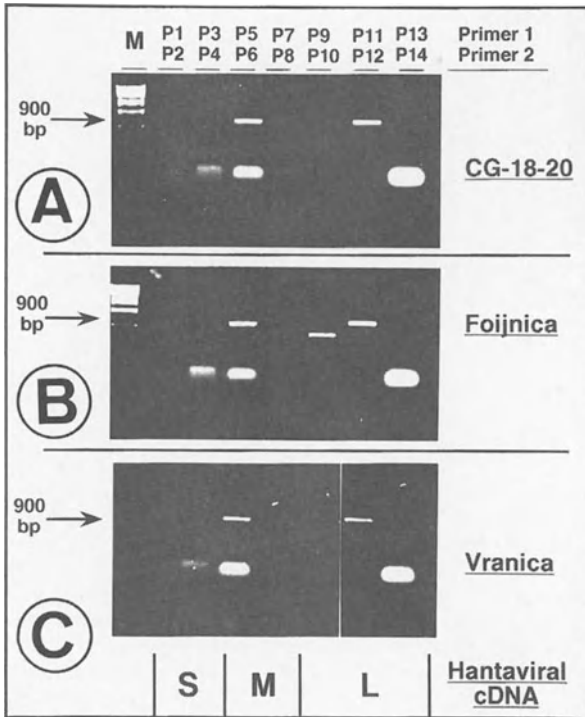 M P1 P3 P5 P7 P9 P11 P13 Primer 1
P2 P4 P6 P8 P10 P12 P14 Primer 2
900
bp
A
CG-18-20
900
bp
B
Foijnica
900
bp
C
Vranica
S M L Hantaviral
cDNA